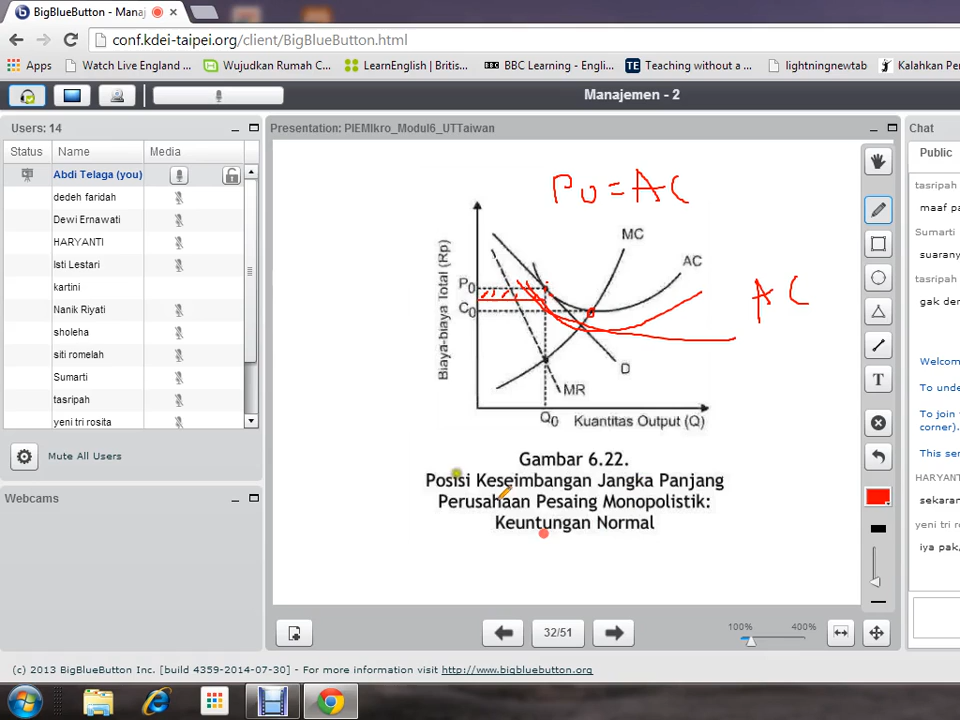 BigBlueButton - Manaj
conf.kdei-taipei.org/client/BigBlueButton.html
Apps
Watch Live England ...
Wujudkan Rumah C...
LearnEnglish | Britis...
BBC Learning - Engli...
TE
Teaching without a ...
lightningnewtab
Kalahkan Pe
Manajemen - 2
Users: 14
Status Name Media
Abdi Telaga (you)
dedeh faridah
Dewi Ernawati
HARYANTI
Isti Lestari
kartini
Nanik Riyati
sholeha
siti romelah
Sumarti
tasripah
yeni tri rosita
Mute All Users
Webcams
Presentation: PIEMIkro_Modul6_UTTaiwan
P0 = AC
MC
AC
AC
P0
C0
Biaya-biaya Total (Rp)
D
MR
Q0
Kuantitas Output (Q)
Gambar 6.22.
Posisi Keseimbangan Jangka Panjang
Perusahaan Pesaing Monopolistik:
Keuntungan Normal
T
32/51
100% 400%
Chat
Public
tasripah
maaf pa
Sumarti
suarany
tasripah
gak den
Welcom
To unde
To join
corner).
This ser
HARYANT
sekaran
yeni tri ro
iya pak,
(c) 2013 BigBlueButton Inc. [build 4359-2014-07-30] - For more information visit http://www.bigbluebutton.org